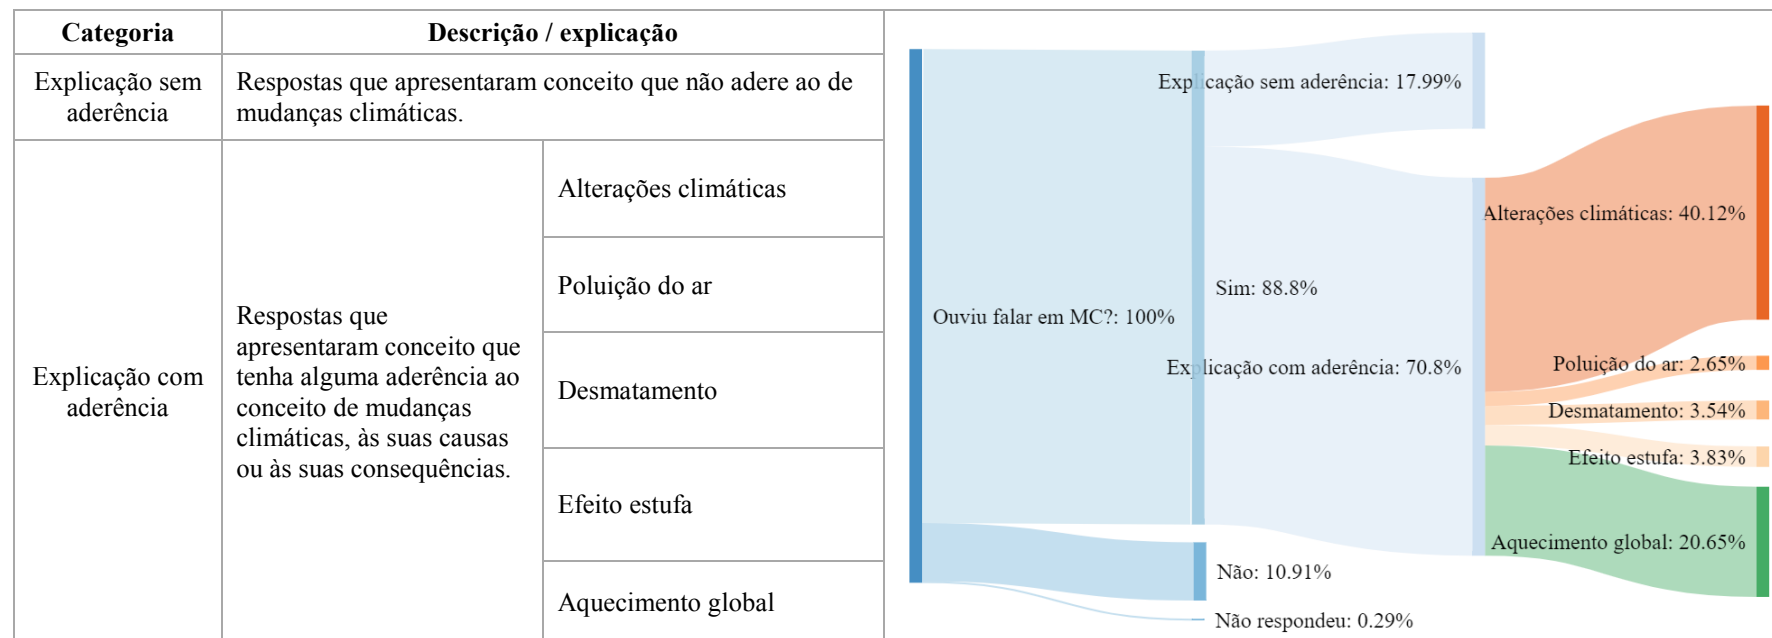 Categoria
Descrição / explicação
Explicação sem
aderência
Respostas que apresentaram conceito que não adere ao de
mudanças climáticas.
Explicação com
aderência
Respostas que
apresentaram conceito que
tenha alguma aderência ao
conceito de mudanças
climáticas, às suas causas
ou às suas consequências.
Alterações climáticas
Poluição do ar
Desmatamento
Efeito estufa
Aquecimento global
Ouviu falar em MC?: 100%
Explicação sem aderência: 17.99%
Sim: 88.8%
Explicação com aderência: 70.8%
Não: 10.91%
Não respondeu: 0.29%
Alterações climáticas: 40.12%
Poluição do ar: 2.65%
Desmatamento: 3.54%
Efeito estufa: 3.83%
Aquecimento global: 20.65%